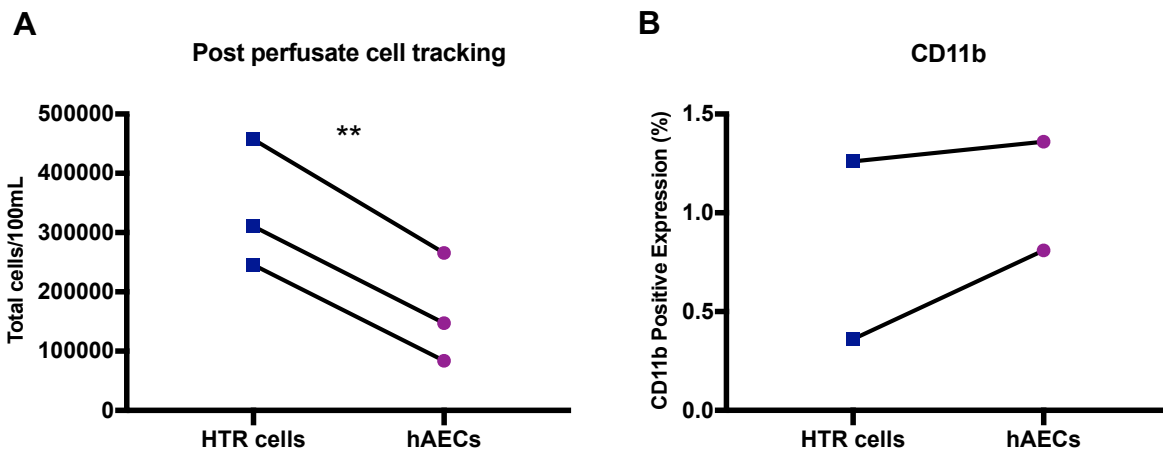 A
Post perfusate cell tracking
Total cells/100mL
500000
400000
300000
200000
100000
0
**
HTR cells
hAECs
B
CD11b
CD11b Positive Expression (%)
1.5
1.0
0.5
0.0
HTR cells
hAECs